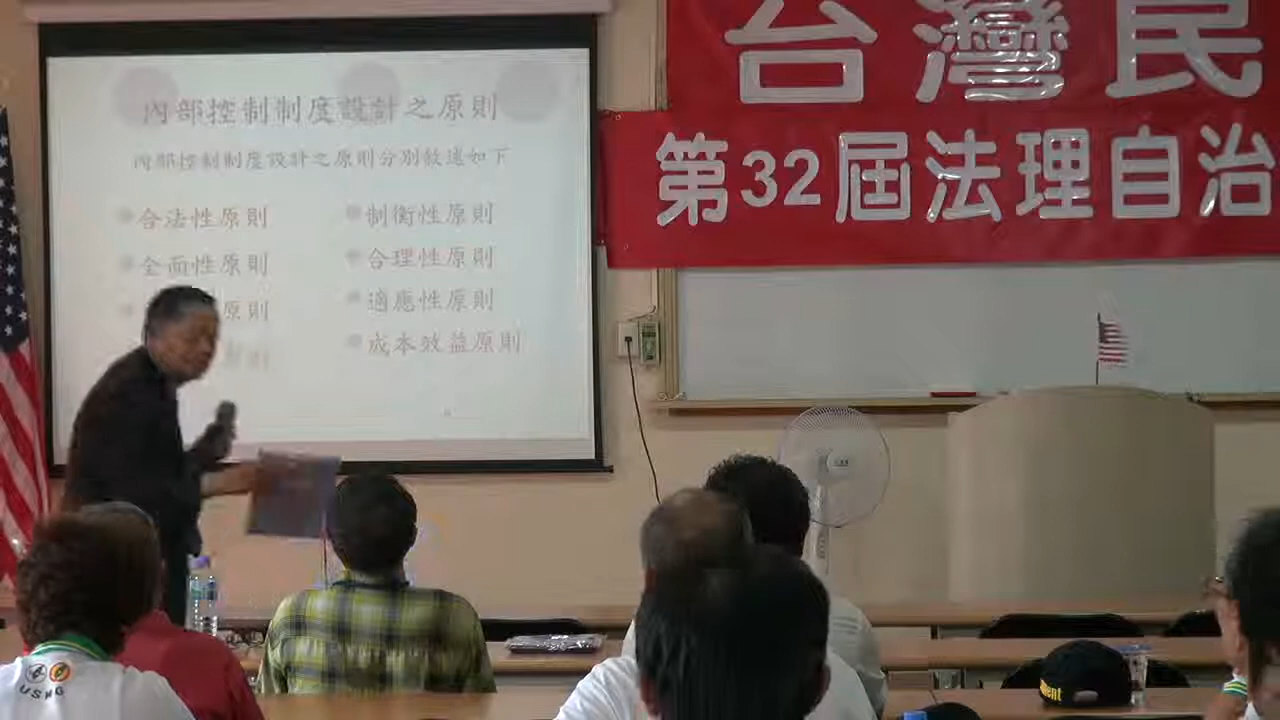 內部控制制度設計之原則
內部控制制度設計之原則分別敘述如下
合法性原則
全面性原則
原則
制衡性原則
合理性原則
適應性原則
成本效益原則
台灣民
第32屆法理自治
USMG